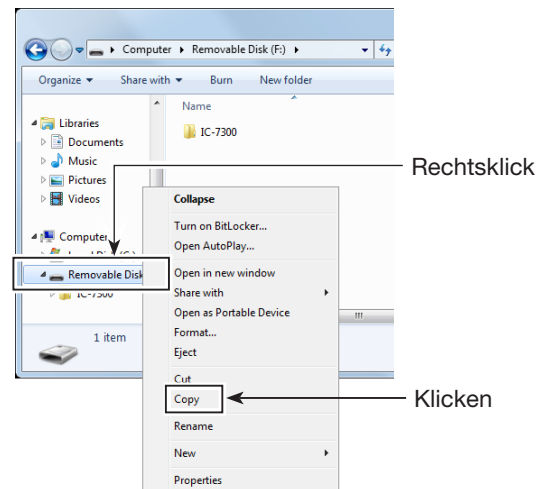 Computer ▸ Removable Disk (F:) ▸
Organize ▾ Share with ▾ Burn New folder
Name
Libraries
IC-7300
Documents
Music
Pictures
Videos
Rechtsklick
Computer
Removable Disk
IC-7300
1 item
Collapse
Turn on BitLocker...
Open AutoPlay...
Open in new window
Share with
Open as Portable Device
Format...
Eject
Cut
Copy
Klicken
Rename
New
Properties